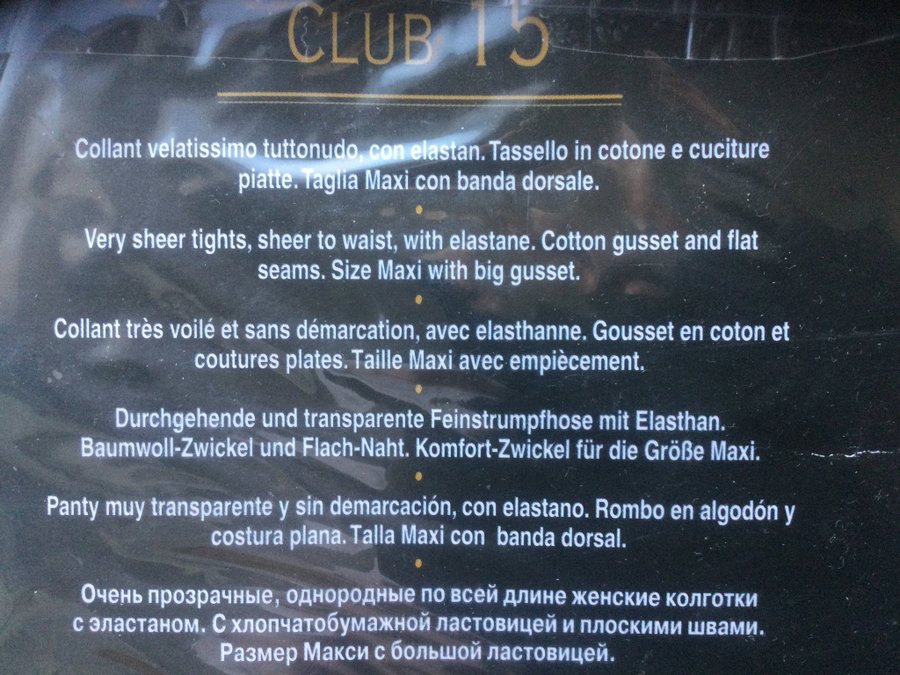 CLUB 15
Collant velatissimo tuttonudo, con elastan. Tassello in cotone e cuciture
piatte. Taglia Maxi con banda dorsale.
Very sheer tights, sheer to waist, with elastane. Cotton gusset and flat
seams. Size Maxi with big gusset.
Collant très voilé et sans démarcation, avec elasthanne. Gousset en coton et
coutures plates. Taille Maxi avec empiècement.
Durchgehende und transparente Feinstrumpfhose mit Elasthan.
Baumwoll-Zwickel und Flach-Naht. Komfort-Zwickel für die Größe Maxi.
Panty muy transparente y sin demarcación, con elastano. Rombo en algodón y
costura plana. Talla Maxi con banda dorsal.
Очень прозрачные, однородные по всей длине женские колготки
с эластаном. С хлопчатобумажной ластовицей и плоскими швами.
Размер Макси с большой ластовицей.